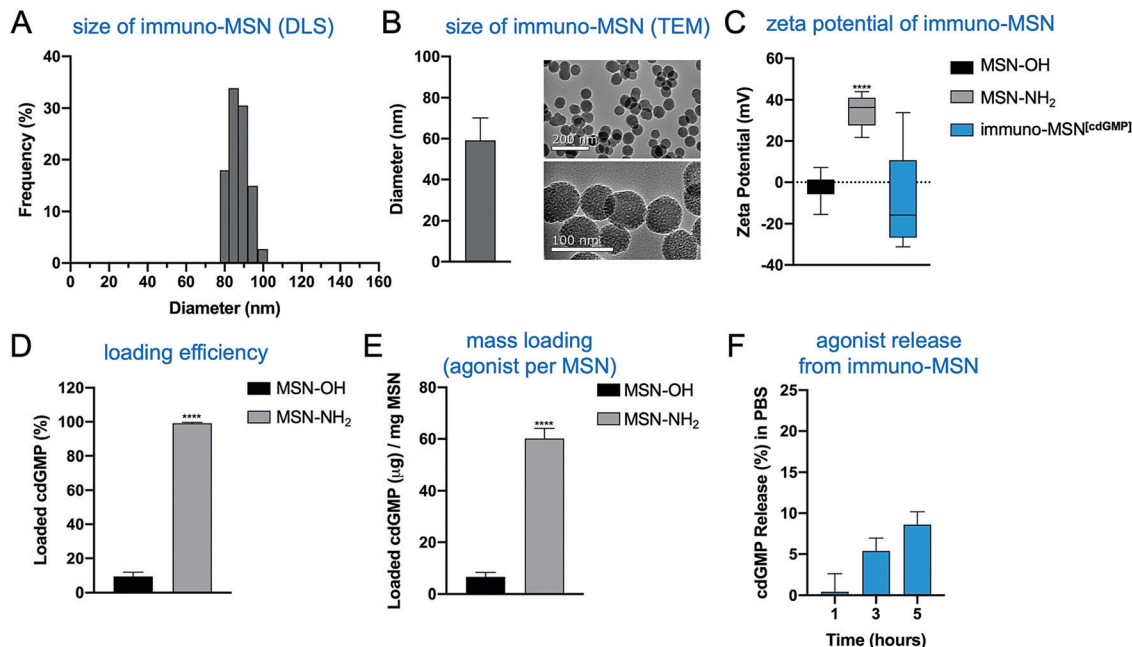 A size of immuno-MSN (DLS)
Frequency (%)
40
30
20
10
0
0 20 40 60 80 100 120 140 160
Diameter (nm)
B size of immuno-MSN (TEM)
Diameter (nm)
100
80
60
40
20
0
200 nm
100 nm
C zeta potential of immuno-MSN
Zeta Potential (mV)
60
40
20
0
-20
-40
****
MSN-OH
MSN-NH₂
immuno-MSN[cdGMP]
D loading efficiency
Loaded cdGMP (%)
120
100
80
60
40
20
0
****
MSN-OH
MSN-NH₂
E mass loading
(agonist per MSN)
Loaded cdGMP (µg) / mg MSN
80
60
40
20
0
****
MSN-OH
MSN-NH₂
F agonist release
from immuno-MSN
cdGMP Release (%) in PBS
25
20
15
10
5
0
1 3 5
Time (hours)